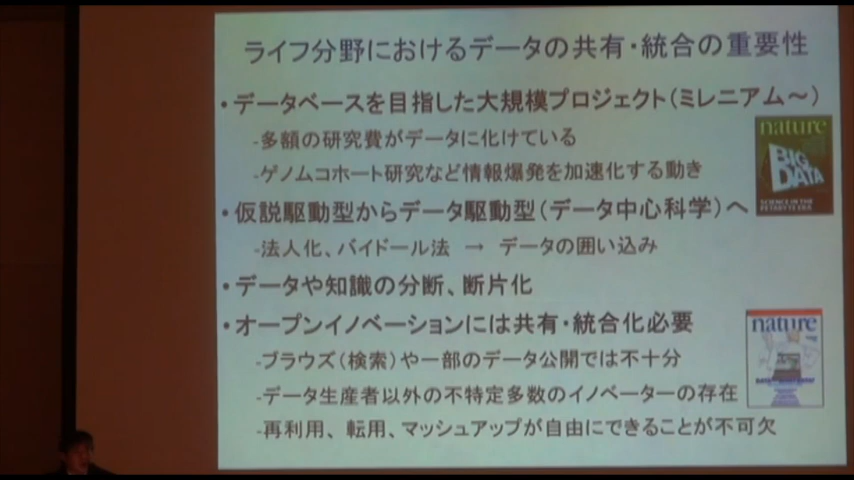 ライフ分野におけるデータの共有・統合の重要性
・データベースを目指した大規模プロジェクト(ミレニアム〜)
-多額の研究費がデータに化けている
-ゲノムコホート研究など情報爆発を加速化する動き
nature
BIG DATA
SCIENCE IN THE PETABYTE ERA
・仮説駆動型からデータ駆動型(データ中心科学)へ
-法人化、バイドール法 → データの囲い込み
・データや知識の分断、断片化
・オープンイノベーションには共有・統合化必要
nature
-ブラウズ(検索)や一部のデータ公開では不十分
-データ生産者以外の不特定多数のイノベーターの存在
-再利用、転用、マッシュアップが自由にできることが不可欠